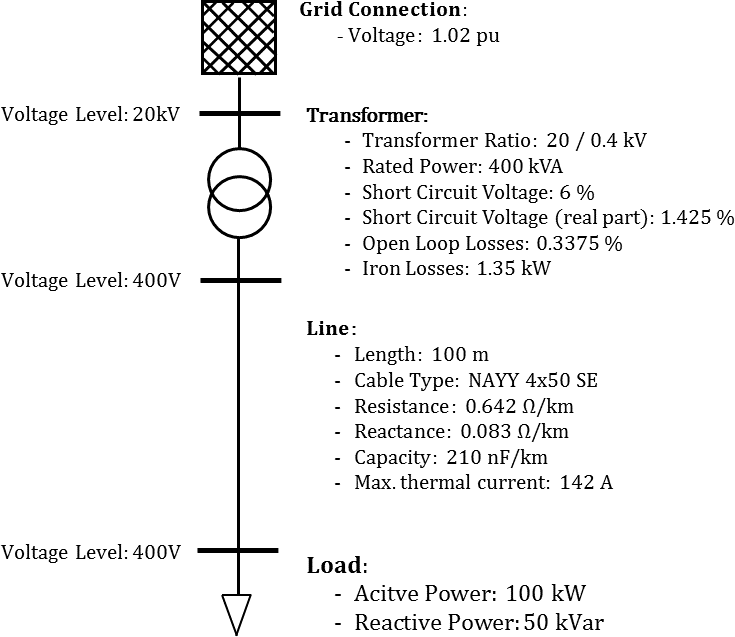 Grid Connection:
- Voltage: 1.02 pu
Voltage Level: 20kV
Transformer:
- Transformer Ratio: 20 / 0.4 kV
- Rated Power: 400 kVA
- Short Circuit Voltage: 6 %
- Short Circuit Voltage (real part): 1.425 %
- Open Loop Losses: 0.3375 %
- Iron Losses: 1.35 kW
Voltage Level: 400V
Line:
- Length: 100 m
- Cable Type: NAYY 4x50 SE
- Resistance: 0.642 Ω/km
- Reactance: 0.083 Ω/km
- Capacity: 210 nF/km
- Max. thermal current: 142 A
Voltage Level: 400V
Load:
- Acitve Power: 100 kW
- Reactive Power: 50 kVar